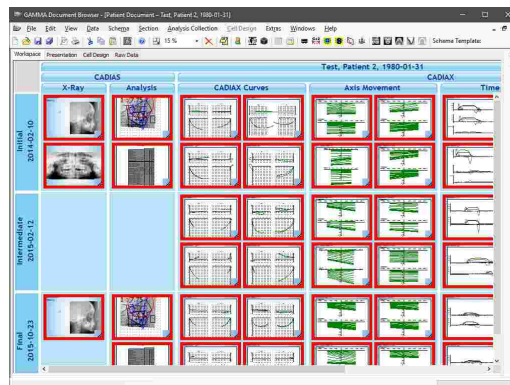 GAMMA Document Browser - [Patient Document – Test, Patient 2, 1980-01-31]
File Edit View Data Schema Section Analysis Collection Cell Design Extras Windows Help
15 % Schema Template:
Workspace Presentation Cell Design Raw Data
Test, Patient 2, 1980-01-31
CADIAS CADIAX
X-Ray Analysis CADIAX Curves Axis Movement Time
Initial
2014-02-10
Intermediate
2015-02-12
Final
2015-10-23